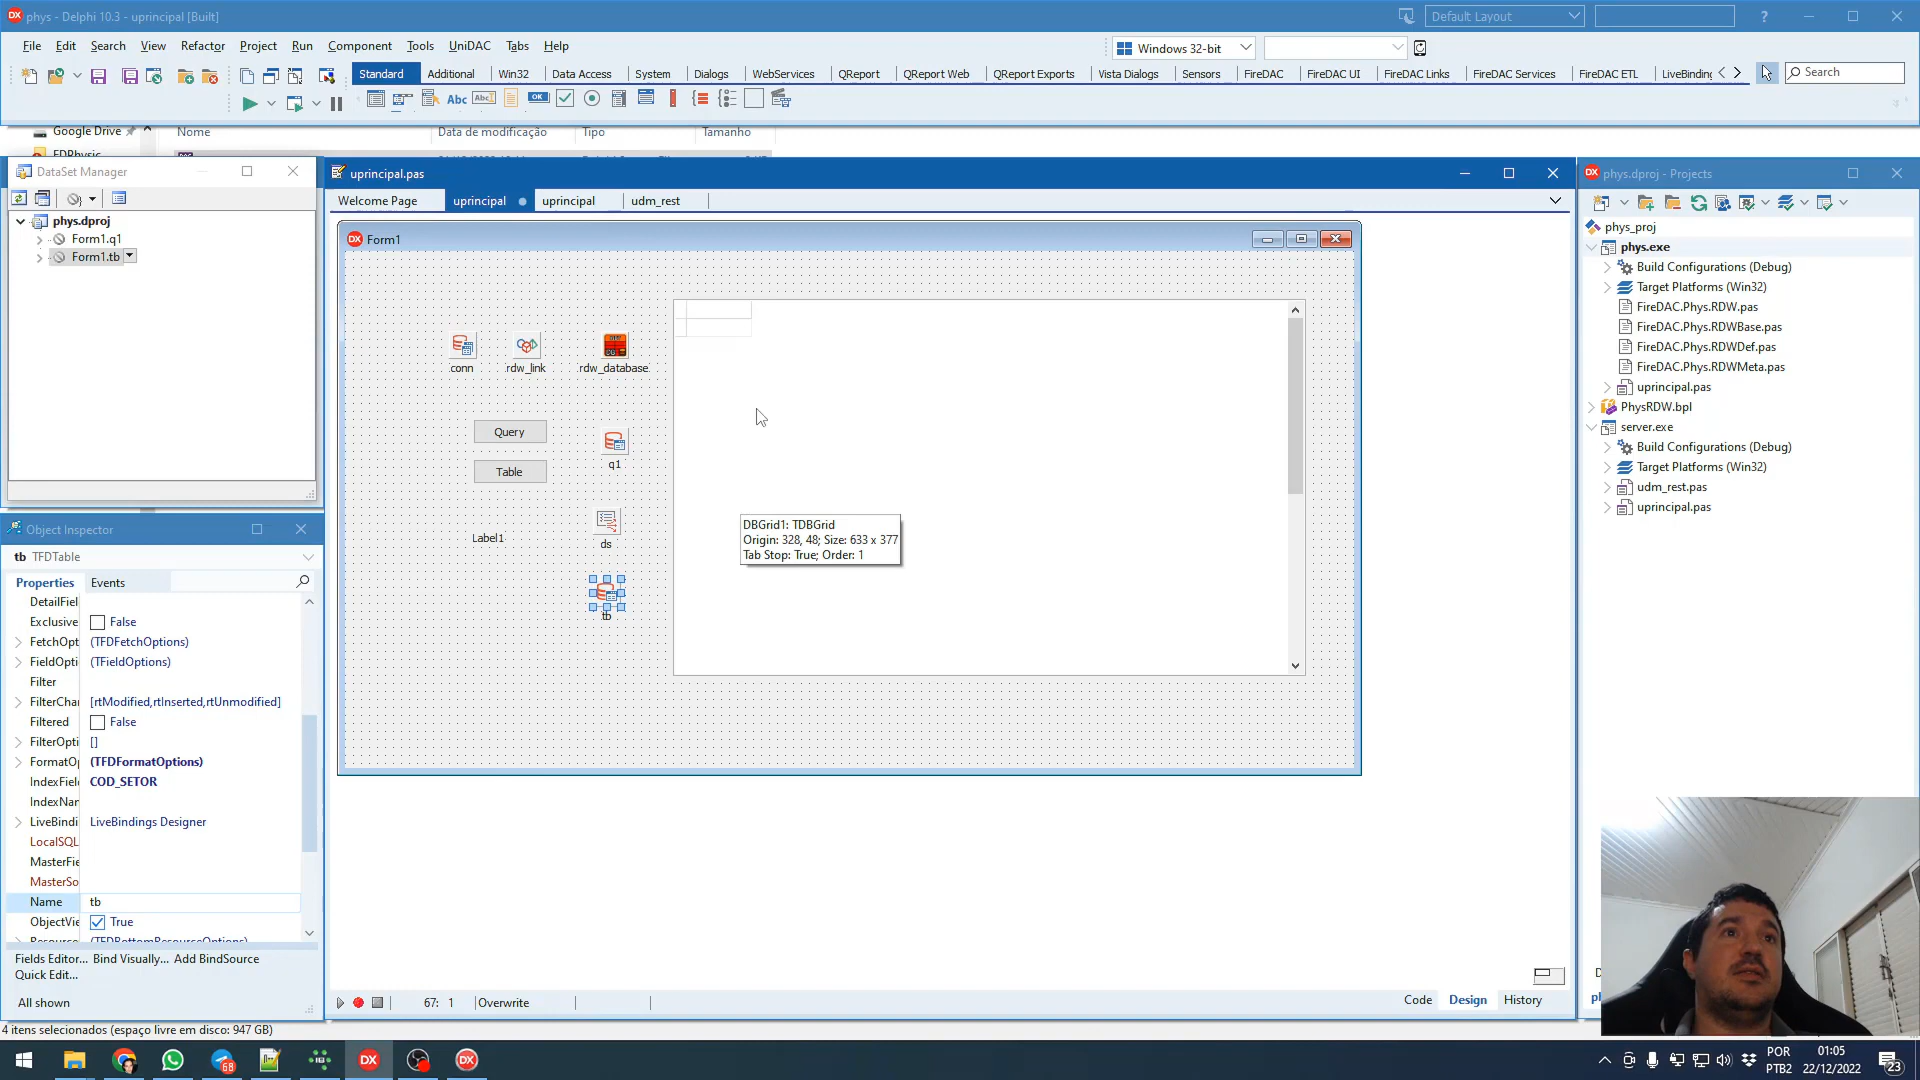 phys - Delphi 10.3 - uprincipal [Built]
Default Layout
File Edit Search View Refactor Project Run Component Tools UniDAC Tabs Help
Windows 32-bit
Standard Additional Win32 Data Access System Dialogs WebServices QReport QReport Web QReport Exports Vista Dialogs Sensors FireDAC FireDAC UI FireDAC Links FireDAC Services FireDAC ETL LiveBinding
Search
Google Drive Nome Data de modificação Tipo Tamanho
EDPhysic
DataSet Manager
phys.dproj
Form1.q1
Form1.tb
uprincipal.pas
Welcome Page uprincipal uprincipal udm_rest
Form1
conn rdw_link rdw_database
Query
q1
Table
ds
Label1
tb
DBGrid1: TDBGrid
Origin: 328, 48; Size: 633 x 377
Tab Stop: True; Order: 1
Object Inspector
tb TFDTable
Properties Events
DetailFiel
Exclusive False
FetchOpt (TFDFetchOptions)
FieldOpti (TFieldOptions)
Filter
FilterCha [rtModified,rtInserted,rtUnmodified]
Filtered False
FilterOpti []
FormatOp (TFDFormatOptions)
IndexField COD_SETOR
IndexNan
LiveBindi LiveBindings Designer
LocalSQL
MasterFie
MasterSo
Name tb
ObjectVie True
Resource (TFDBottomResourceOptions)
Fields Editor... Bind Visually... Add BindSource
Quick Edit...
All shown
67: 1 Overwrite
Code Design History
phys.dproj - Projects
phys_proj
phys.exe
Build Configurations (Debug)
Target Platforms (Win32)
FireDAC.Phys.RDW.pas
FireDAC.Phys.RDWBase.pas
FireDAC.Phys.RDWDef.pas
FireDAC.Phys.RDWMeta.pas
uprincipal.pas
PhysRDW.bpl
server.exe
Build Configurations (Debug)
Target Platforms (Win32)
udm_rest.pas
uprincipal.pas
4 itens selecionados (espaço livre em disco: 947 GB)
68
POR
PTB2
01:05
22/12/2022
23